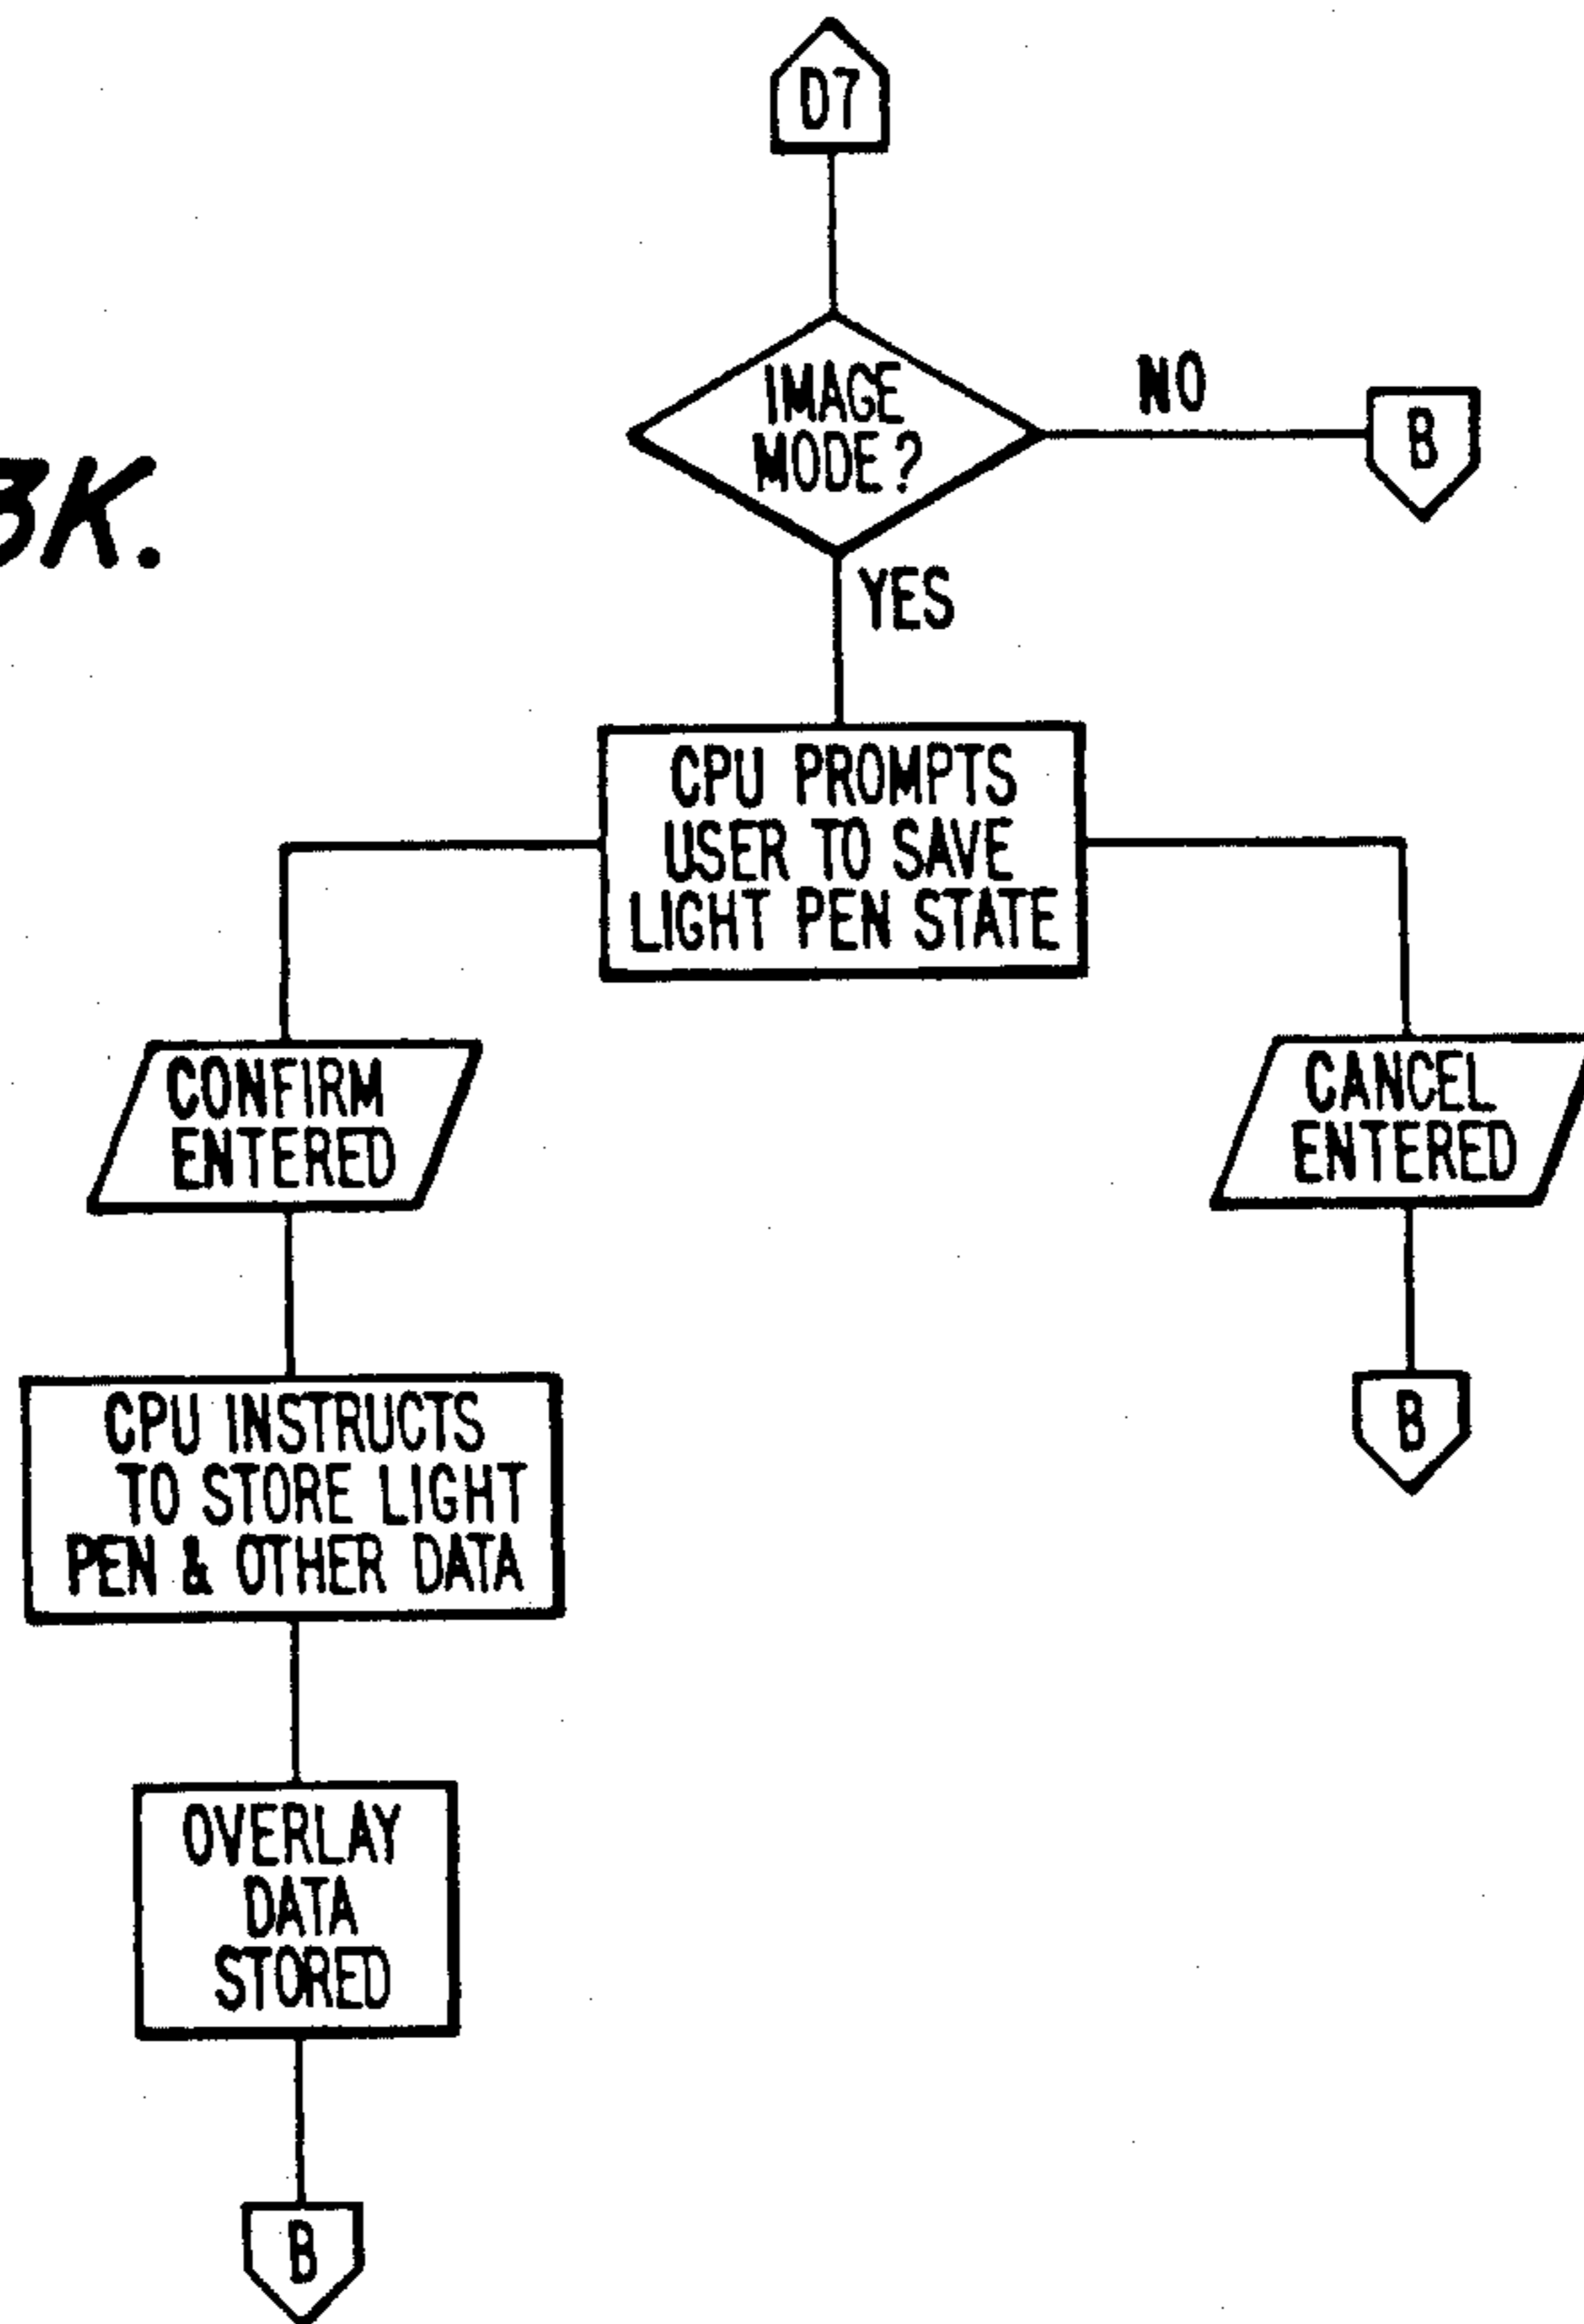 D7
IMAGE
MODE?
NO
B
3K.
YES
CPU PROMPTS
USER TO SAVE
LIGHT PEN STATE
CONFIRM
ENTERED
CANCEL
ENTERED
CPU INSTRUCTS
TO STORE LIGHT
PEN & OTHER DATA
B
OVERLAY
DATA
STORED
B